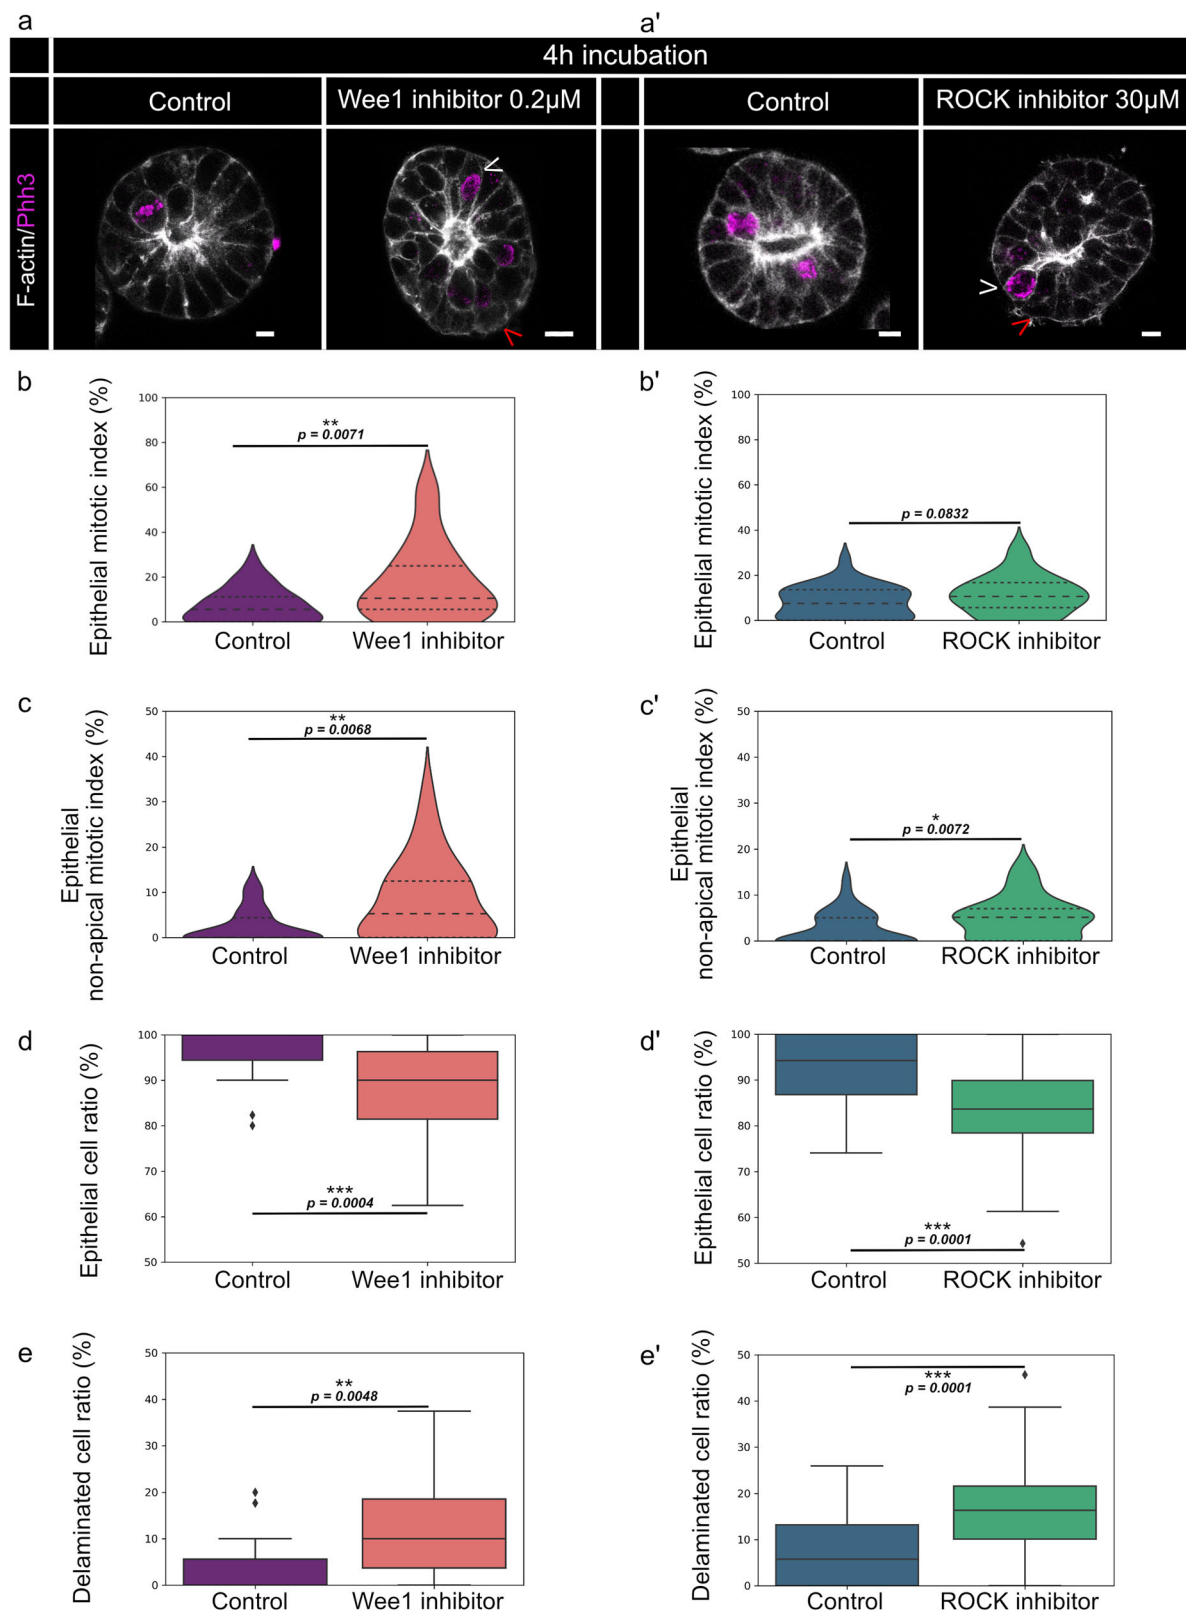 a
a'
4h incubation
Control
Wee1 inhibitor 0.2µM
Control
ROCK inhibitor 30µM
F-actin/Phh3
<
<
<
<
b
Epithelial mitotic index (%)
100
80
60
40
20
0
**
p = 0.0071
Control
Wee1 inhibitor
b'
Epithelial mitotic index (%)
100
80
60
40
20
0
p = 0.0832
Control
ROCK inhibitor
c
Epithelial
non-apical mitotic index (%)
50
40
30
20
10
0
**
p = 0.0068
Control
Wee1 inhibitor
c'
Epithelial
non-apical mitotic index (%)
50
40
30
20
10
0
*
p = 0.0072
Control
ROCK inhibitor
d
Epithelial cell ratio (%)
100
90
80
70
60
50
***
p = 0.0004
Control
Wee1 inhibitor
d'
Epithelial cell ratio (%)
100
90
80
70
60
50
***
p = 0.0001
Control
ROCK inhibitor
e
Delaminated cell ratio (%)
50
40
30
20
10
0
**
p = 0.0048
Control
Wee1 inhibitor
e'
Delaminated cell ratio (%)
50
40
30
20
10
0
***
p = 0.0001
Control
ROCK inhibitor